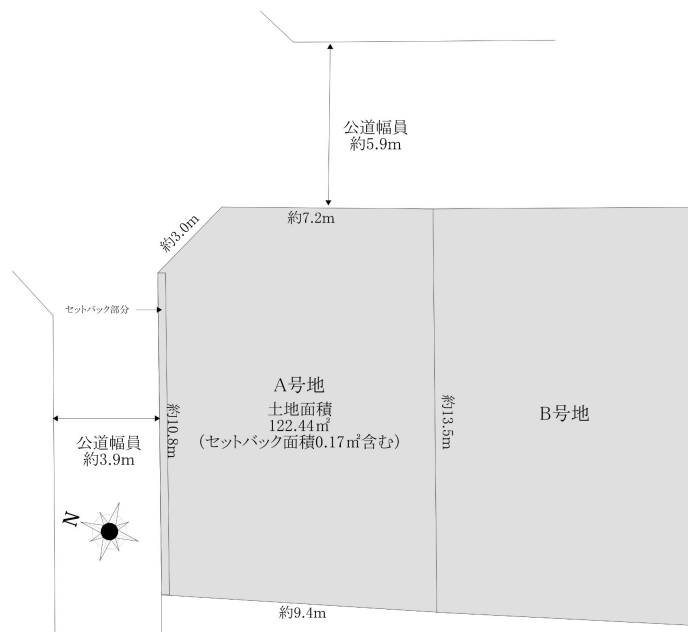 公道幅員
約5.9m
約3.0m
約7.2m
セットバック部分
A号地
土地面積
122.44㎡
(セットバック面積0.17㎡含む)
約10.8m
約13.5m
B号地
公道幅員
約3.9m
N
約9.4m